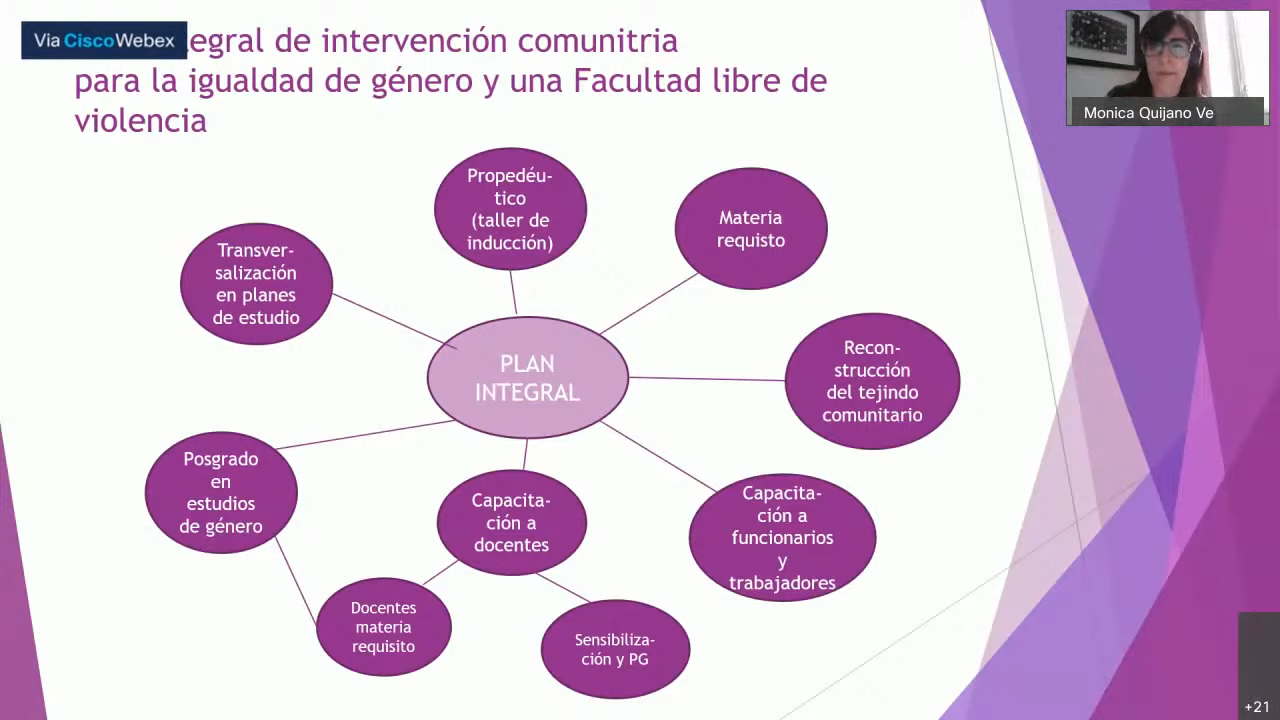 Via Cisco Webex
egral de intervención comunitria
para la igualdad de género y una Facultad libre de
violencia
Monica Quijano Ve
Propedéu-
tico
(taller de
inducción)
Materia
requisto
Transver-
salización
en planes
de estudio
PLAN
INTEGRAL
Recon-
strucción
del tejindo
comunitario
Posgrado
en
estudios
de género
Capacita-
ción a
docentes
Capacita-
ción a
funcionarios
y
trabajadores
Docentes
materia
requisito
Sensibiliza-
ción y PG
+21